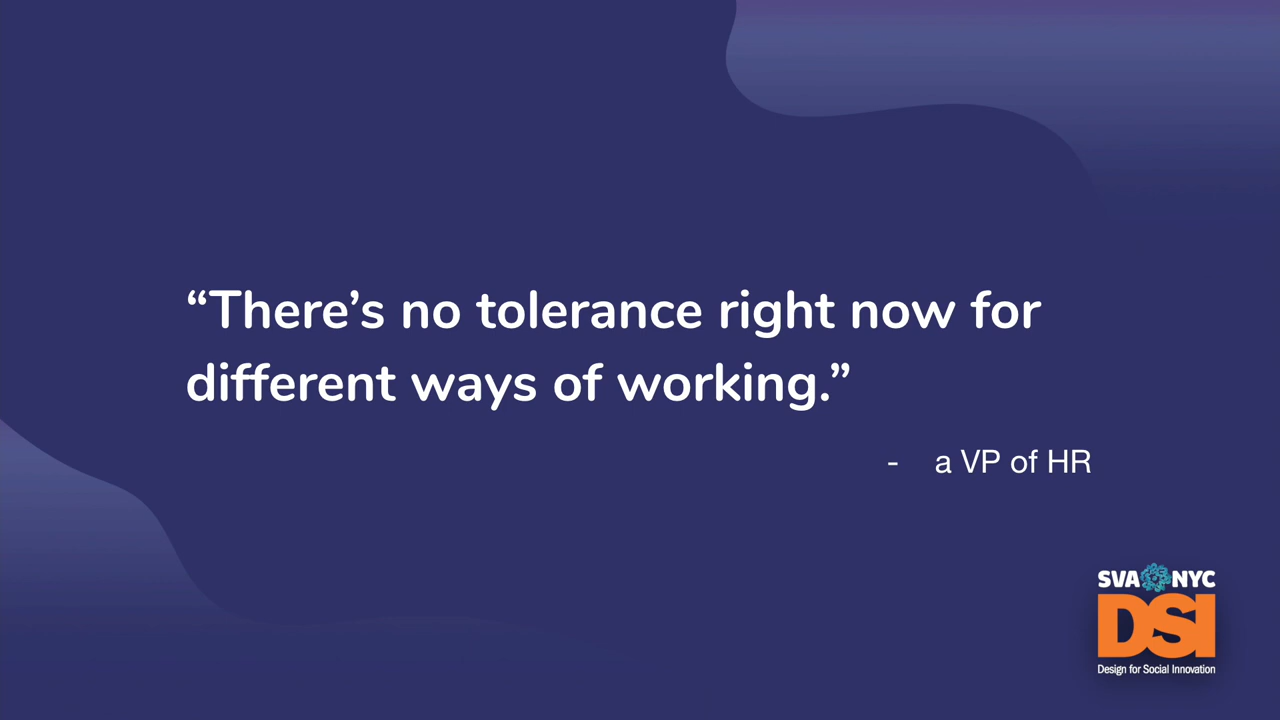 “There’s no tolerance right now for
different ways of working.”
- a VP of HR
SVA NYC
DSI
Design for Social Innovation